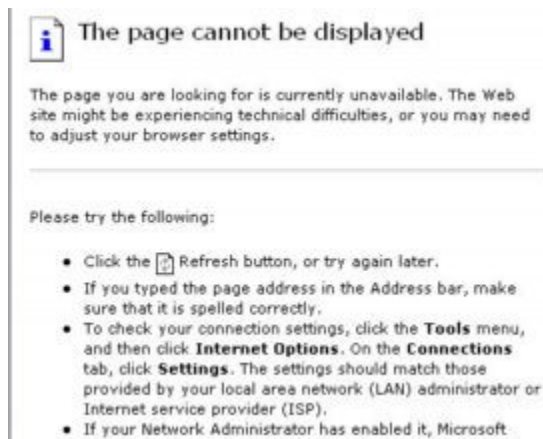 The page cannot be displayed
The page you are looking for is currently unavailable. The Web
site might be experiencing technical difficulties, or you may need
to adjust your browser settings.
Please try the following:
• Click the Refresh button, or try again later.
• If you typed the page address in the Address bar, make
sure that it is spelled correctly.
• To check your connection settings, click the Tools menu,
and then click Internet Options. On the Connections
tab, click Settings. The settings should match those
provided by your local area network (LAN) administrator or
Internet service provider (ISP).
• If your Network Administrator has enabled it, Microsoft